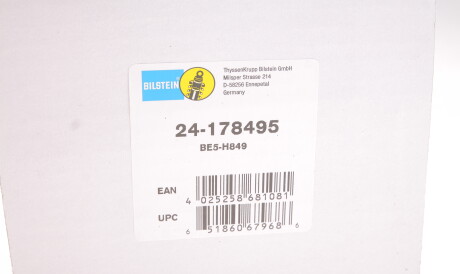 BILSTEIN
ThyssenKrupp Bilstein GmbH
Milsper Strasse 214
D-58256 Ennepetal
Germany
24-178495
BE5-H849
EAN
4 025258 681081
UPC
6 51860 67968 6